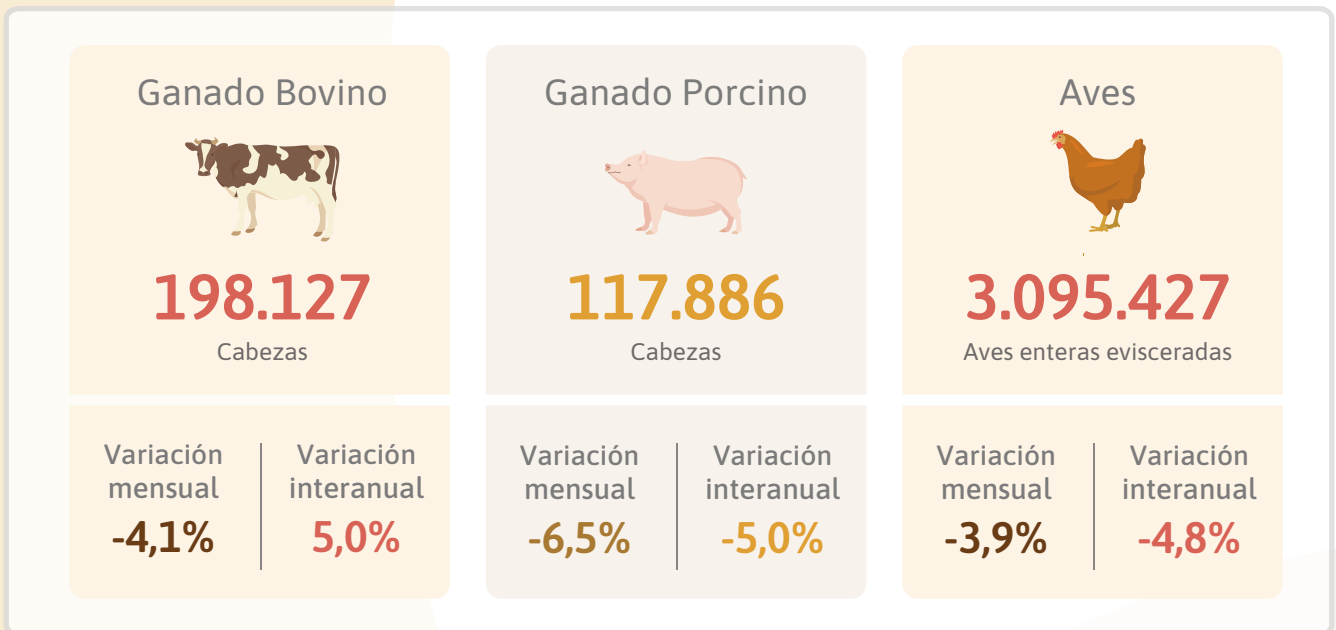 Ganado Bovino
198.127
Cabezas
Variación
mensual
-4,1%
Variación
interanual
5,0%
Ganado Porcino
117.886
Cabezas
Variación
mensual
-6,5%
Variación
interanual
-5,0%
Aves
3.095.427
Aves enteras evisceradas
Variación
mensual
-3,9%
Variación
interanual
-4,8%